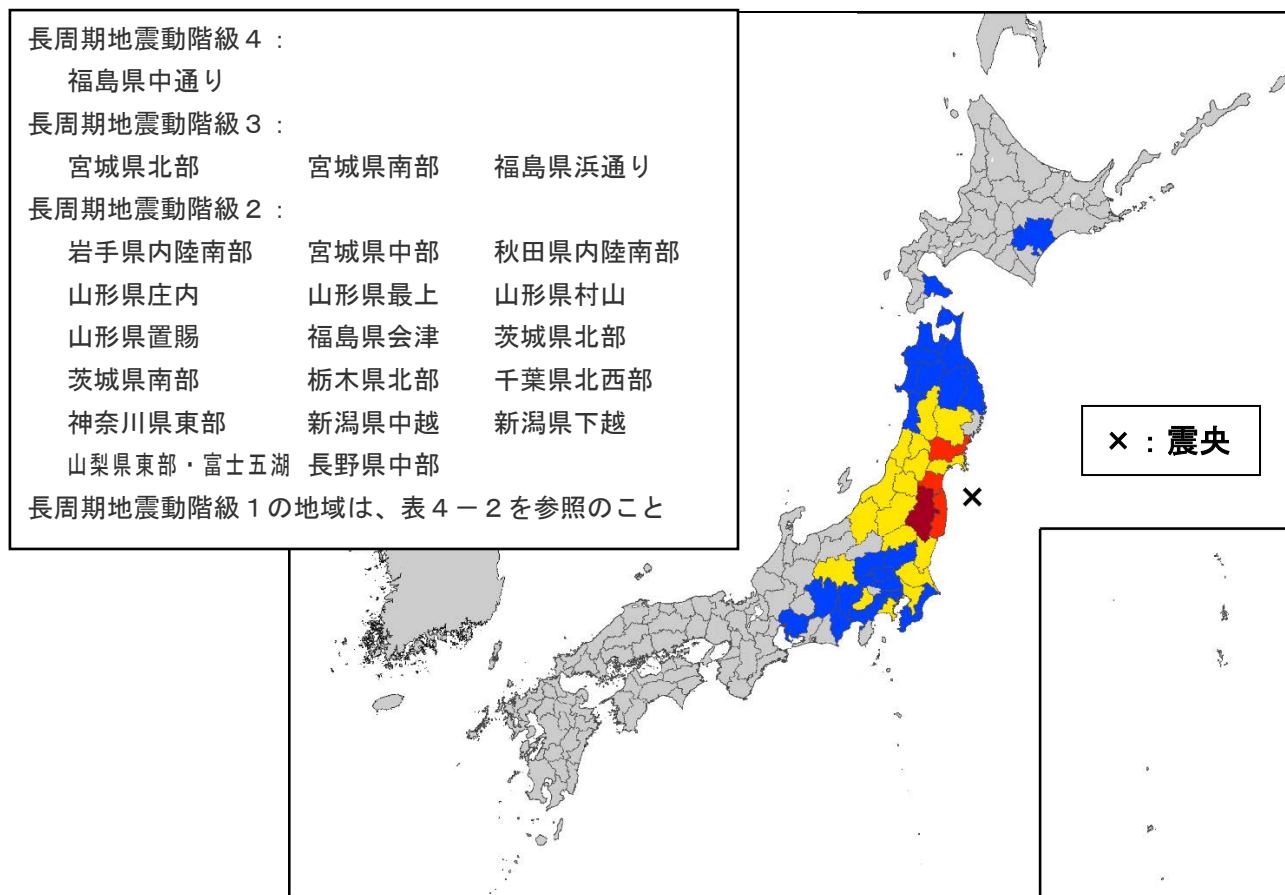 長周期地震動階級４：
福島県中通り
長周期地震動階級３：
宮城県北部 宮城県南部 福島県浜通り
長周期地震動階級２：
岩手県内陸南部 宮城県中部 秋田県内陸南部
山形県庄内 山形県最上 山形県村山
山形県置賜 福島県会津 茨城県北部
茨城県南部 栃木県北部 千葉県北西部
神奈川県東部 新潟県中越 新潟県下越
山梨県東部・富士五湖 長野県中部
長周期地震動階級１の地域は、表４－２を参照のこと
×：震央
×